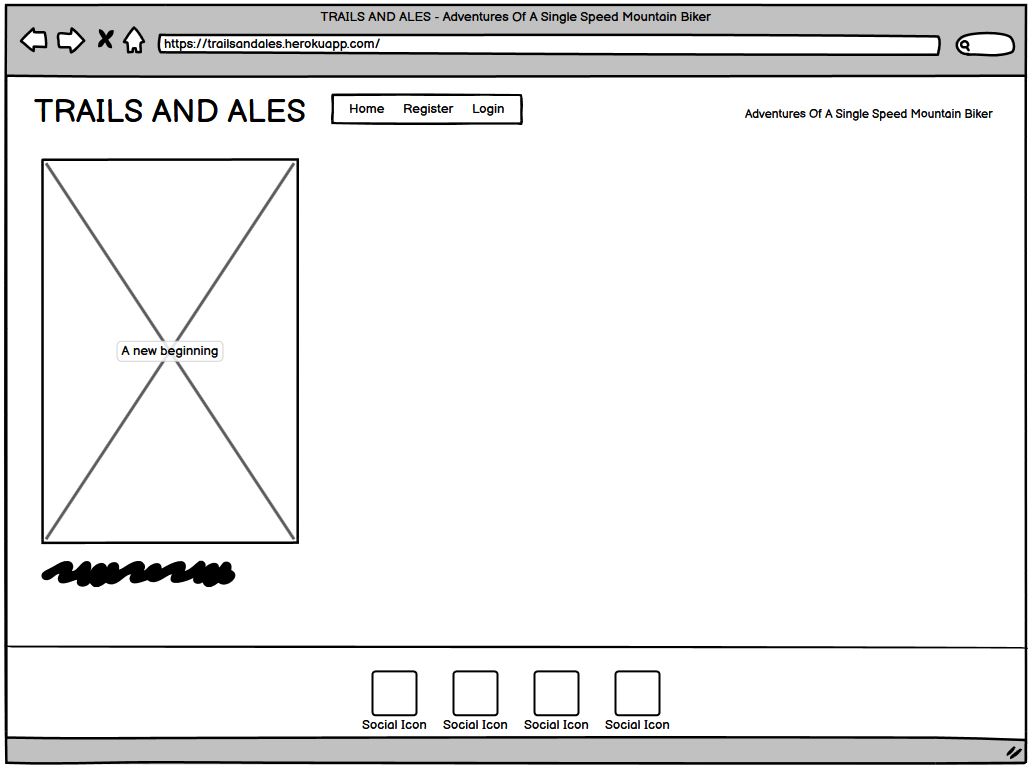 TRAILS AND ALES - Adventures Of A Single Speed Mountain Biker
https://trailsandales.herokuapp.com/
TRAILS AND ALES Home Register Login Adventures Of A Single Speed Mountain Biker
A new beginning
Social Icon Social Icon Social Icon Social Icon